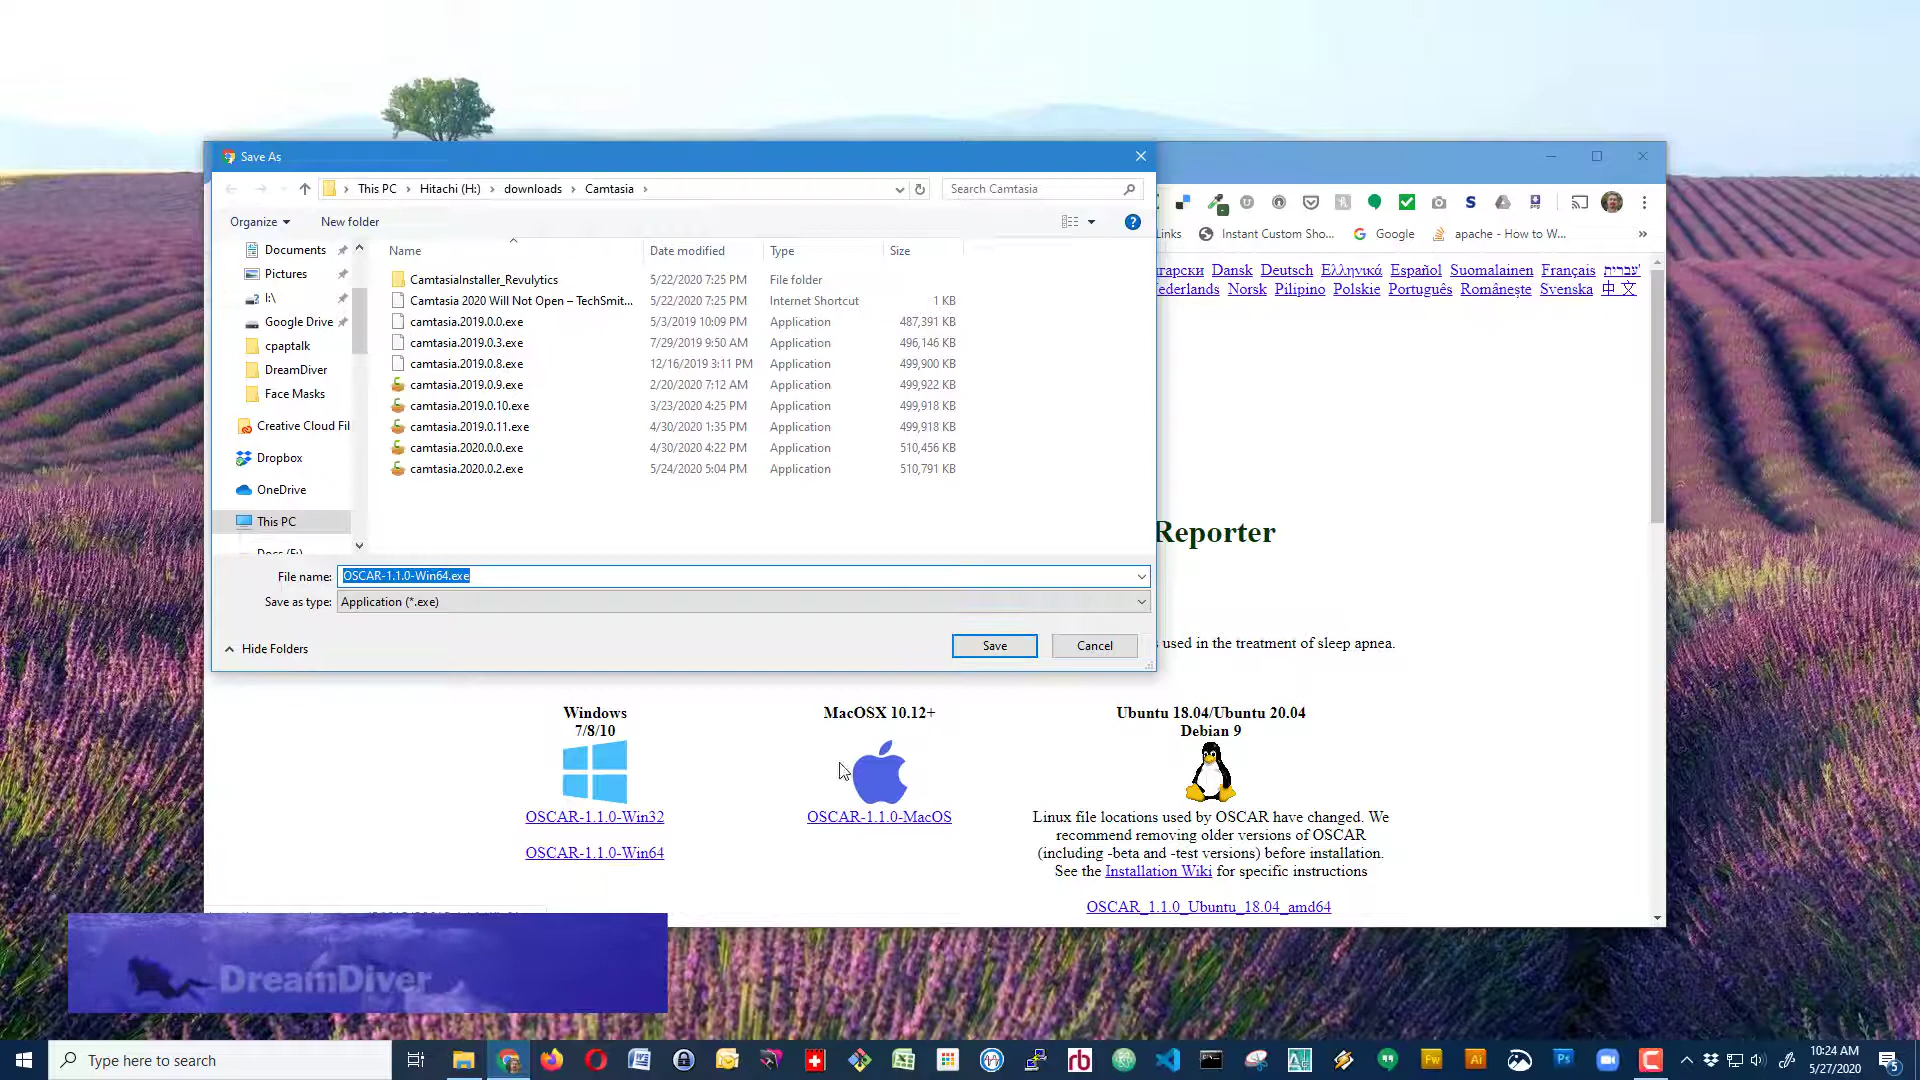 Save As
This PC
Hitachi (H:)
downloads
Camtasia
Search Camtasia
Organize
New folder
Links
Instant Custom Sho...
Google
apache - How to W...
»
Documents
Pictures
I:\
Google Drive
cpaptalk
DreamDiver
Face Masks
Creative Cloud Fil
Dropbox
OneDrive
This PC
Name Date modified Type Size
CamtasiaInstaller_Revulytics 5/22/2020 7:25 PM File folder
Camtasia 2020 Will Not Open – TechSmit... 5/22/2020 7:25 PM Internet Shortcut 1 KB
camtasia.2019.0.0.exe 5/3/2019 10:09 PM Application 487,391 KB
camtasia.2019.0.3.exe 7/29/2019 9:50 AM Application 496,146 KB
camtasia.2019.0.8.exe 12/16/2019 3:11 PM Application 499,900 KB
camtasia.2019.0.9.exe 2/20/2020 7:12 AM Application 499,922 KB
camtasia.2019.0.10.exe 3/23/2020 4:25 PM Application 499,918 KB
camtasia.2019.0.11.exe 4/30/2020 1:35 PM Application 499,918 KB
camtasia.2020.0.0.exe 4/30/2020 4:22 PM Application 510,456 KB
camtasia.2020.0.2.exe 5/24/2020 5:04 PM Application 510,791 KB
File name: OSCAR-1.1.0-Win64.exe
Save as type: Application (*.exe)
Hide Folders
Save
Cancel
Dansk Deutsch Ελληνικά Español Suomalainen Français עברית
Norsk Pilipino Polskie Português Românește Svenska 中文
Reporter
used in the treatment of sleep apnea.
Windows
7/8/10
OSCAR-1.1.0-Win32
OSCAR-1.1.0-Win64
MacOSX 10.12+
OSCAR-1.1.0-MacOS
Ubuntu 18.04/Ubuntu 20.04
Debian 9
Linux file locations used by OSCAR have changed. We
recommend removing older versions of OSCAR
(including -beta and -test versions) before installation.
See the Installation Wiki for specific instructions
OSCAR_1.1.0_Ubuntu_18.04_amd64
DreamDiver
Type here to search
10:24 AM
5/27/2020
5